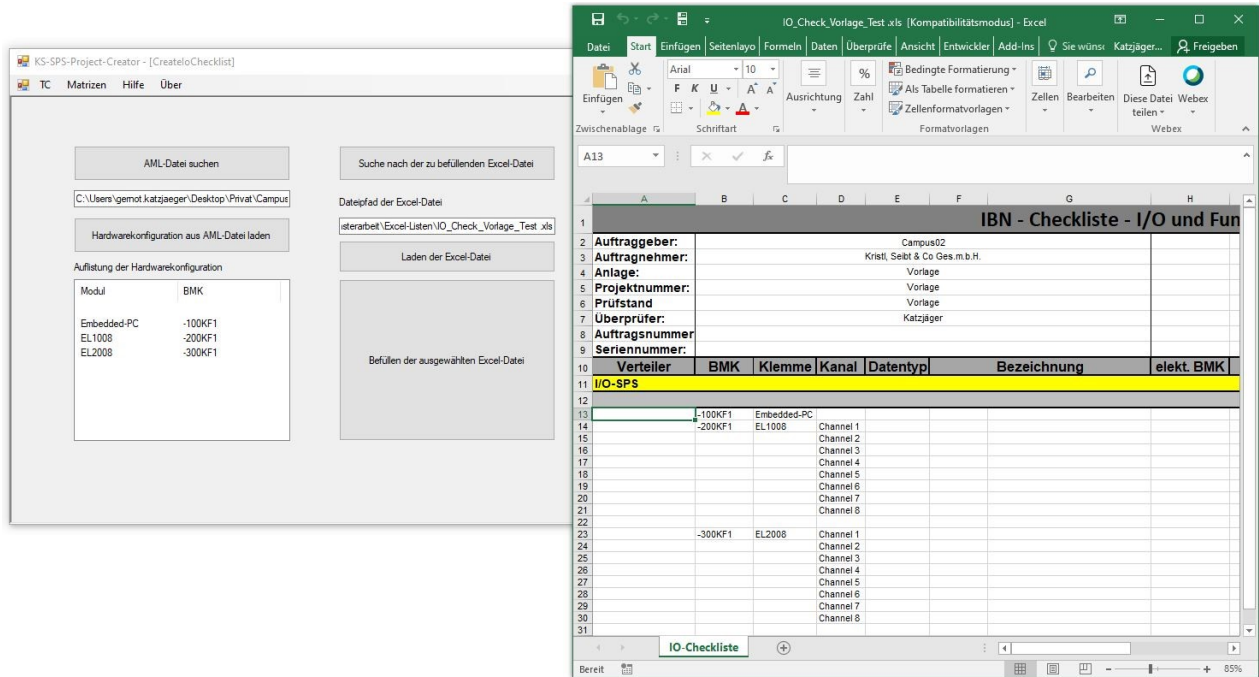 KS-SPS-Project-Creator - [CreateIoChecklist]
TC Matrizen Hilfe Über
AML-Datei suchen
Suche nach der zu befüllenden Excel-Datei
C:\Users\gernot.katzjaeger\Desktop\Privat\Campus
Dateipfad der Excel-Datei
Hardwarekonfiguration aus AML-Datei laden
isterarbeit\Excel-Listen\IO_Check_Vorlage_Test .xls
Auflistung der Hardwarekonfiguration
Laden der Excel-Datei
Modul BMK
Embedded-PC -100KF1
EL1008 -200KF1
EL2008 -300KF1
Befüllen der ausgewählten Excel-Datei
IO_Check_Vorlage_Test .xls [Kompatibilitätsmodus] - Excel
Datei Start Einfügen Seitenlayo Formeln Daten Überprüfe Ansicht Entwickler Add-Ins Sie wünsc Katzjäger... Freigeben
Einfügen
Arial 10
F K U A A
A
Ausrichtung
%
Zahl
Bedingte Formatierung
Als Tabelle formatieren
Zellenformatvorlagen
Zellen
Bearbeiten
Diese Datei teilen
Webex
Zwischenablage Schriftart Formatvorlagen Webex
A13 fx
A B C D E F G H
1 IBN - Checkliste - I/O und Fun
2 Auftraggeber: Campus02
3 Auftragnehmer: Kristl, Seibt & Co Ges.m.b.H.
4 Anlage: Vorlage
5 Projektnummer: Vorlage
6 Prüfstand Vorlage
7 Überprüfer: Katzjäger
8 Auftragsnummer
9 Seriennummer:
10 Verteiler BMK Klemme Kanal Datentyp Bezeichnung elekt. BMK
11 I/O-SPS
12
13 -100KF1 Embedded-PC
14 -200KF1 EL1008 Channel 1
15 Channel 2
16 Channel 3
17 Channel 4
18 Channel 5
19 Channel 6
20 Channel 7
21 Channel 8
22
23 -300KF1 EL2008 Channel 1
24 Channel 2
25 Channel 3
26 Channel 4
27 Channel 5
28 Channel 6
29 Channel 7
30 Channel 8
31
IO-Checkliste
Bereit 85%